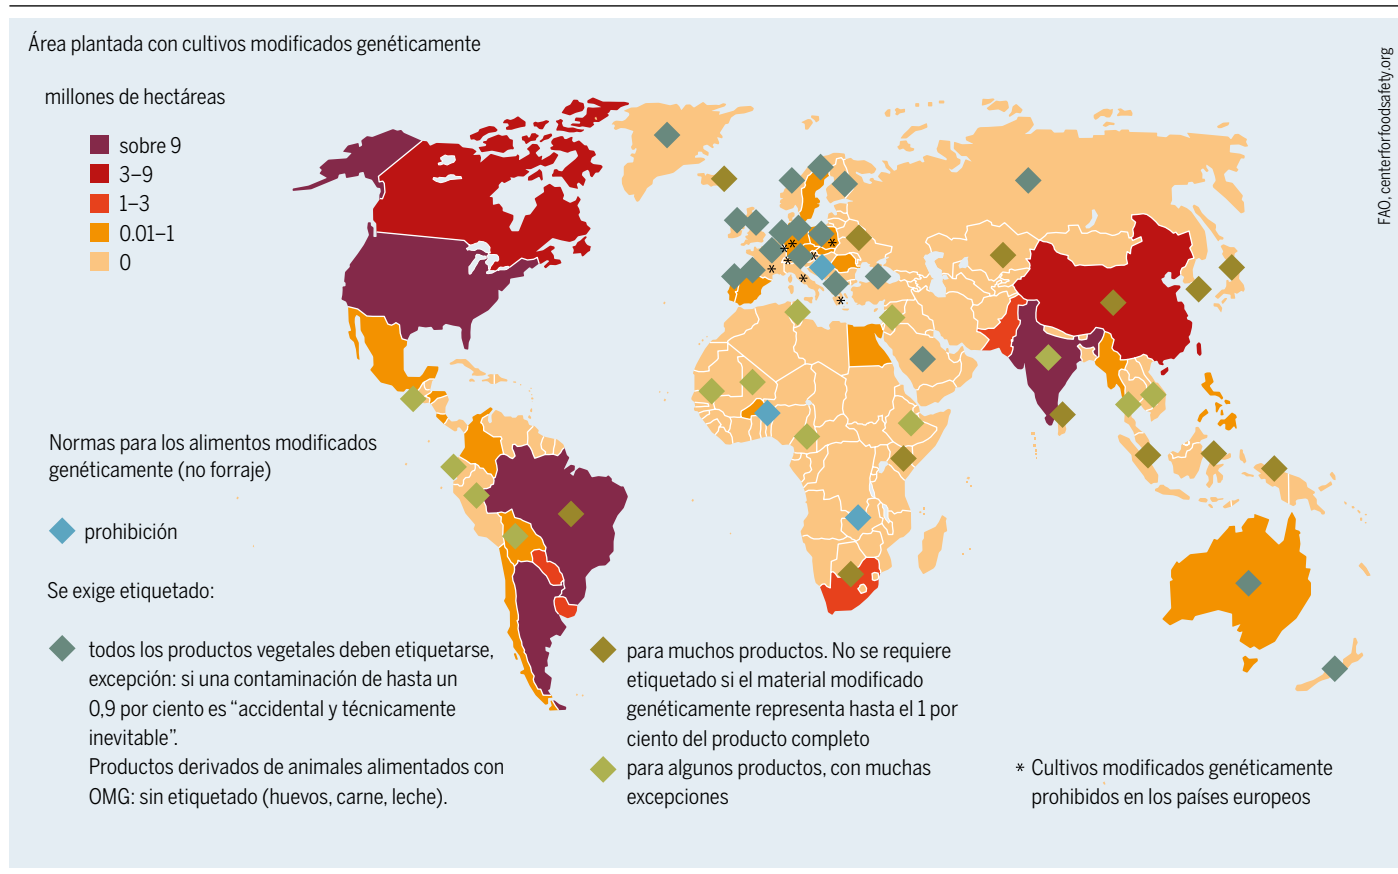 Área plantada con cultivos modificados genéticamente
millones de hectáreas
sobre 9
3–9
1–3
0.01–1
0
Normas para los alimentos modificados
genéticamente (no forraje)
prohibición
Se exige etiquetado:
todos los productos vegetales deben etiquetarse,
excepción: si una contaminación de hasta un
0,9 por ciento es “accidental y técnicamente
inevitable”.
Productos derivados de animales alimentados con
OMG: sin etiquetado (huevos, carne, leche).
para muchos productos. No se requiere
etiquetado si el material modificado
genéticamente representa hasta el 1 por
ciento del producto completo
para algunos productos, con muchas
excepciones
* Cultivos modificados genéticamente
prohibidos en los países europeos
FAO, centerforfoodsafety.org